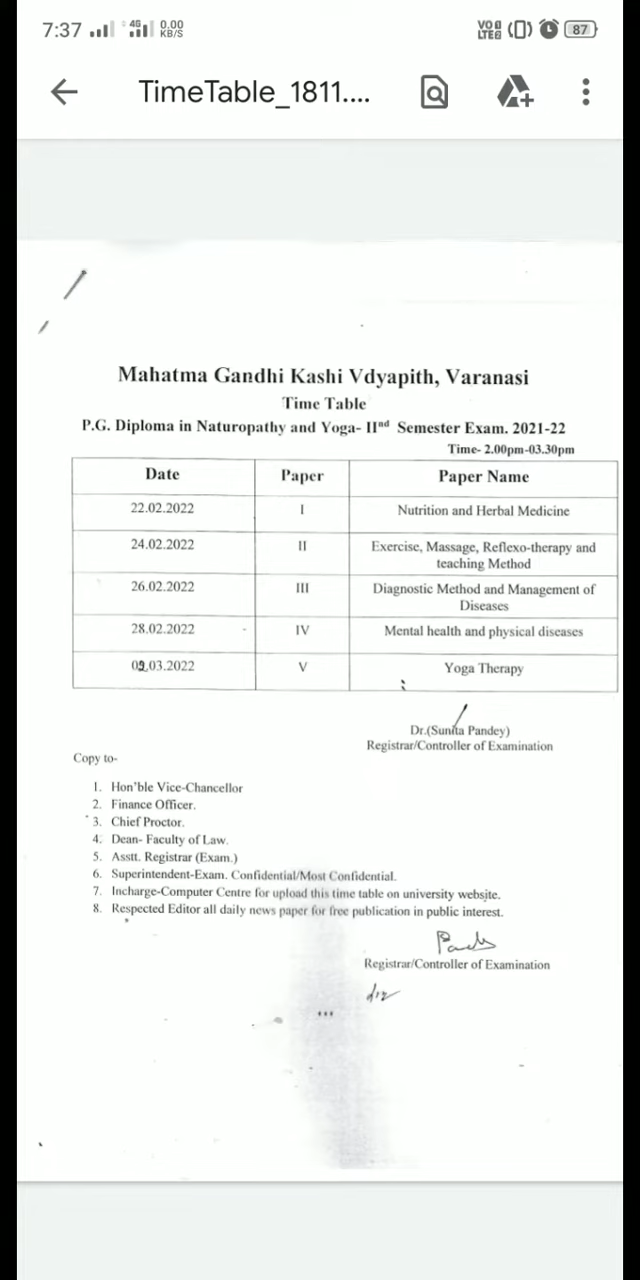 7:37 4G 0.00 KB/S VO LTE 87
TimeTable_1811....
Mahatma Gandhi Kashi Vdyapith, Varanasi
Time Table
P.G. Diploma in Naturopathy and Yoga- IInd Semester Exam. 2021-22
Time- 2.00pm-03.30pm
Date Paper Paper Name
22.02.2022 I Nutrition and Herbal Medicine
24.02.2022 II Exercise, Massage, Reflexo-therapy and
teaching Method
26.02.2022 III Diagnostic Method and Management of
Diseases
28.02.2022 IV Mental health and physical diseases
.03.2022 V Yoga Therapy
Dr.(Sunita Pandey)
Registrar/Controller of Examination
Copy to-
1. Hon'ble Vice-Chancellor
2. Finance Officer.
3. Chief Proctor.
4. Dean- Faculty of Law.
5. Asstt. Registrar (Exam.)
6. Superintendent-Exam. Confidential/Most Confidential.
7. Incharge-Computer Centre for upload this time table on university website.
8. Respected Editor all daily news paper for free publication in public interest.
Registrar/Controller of Examination